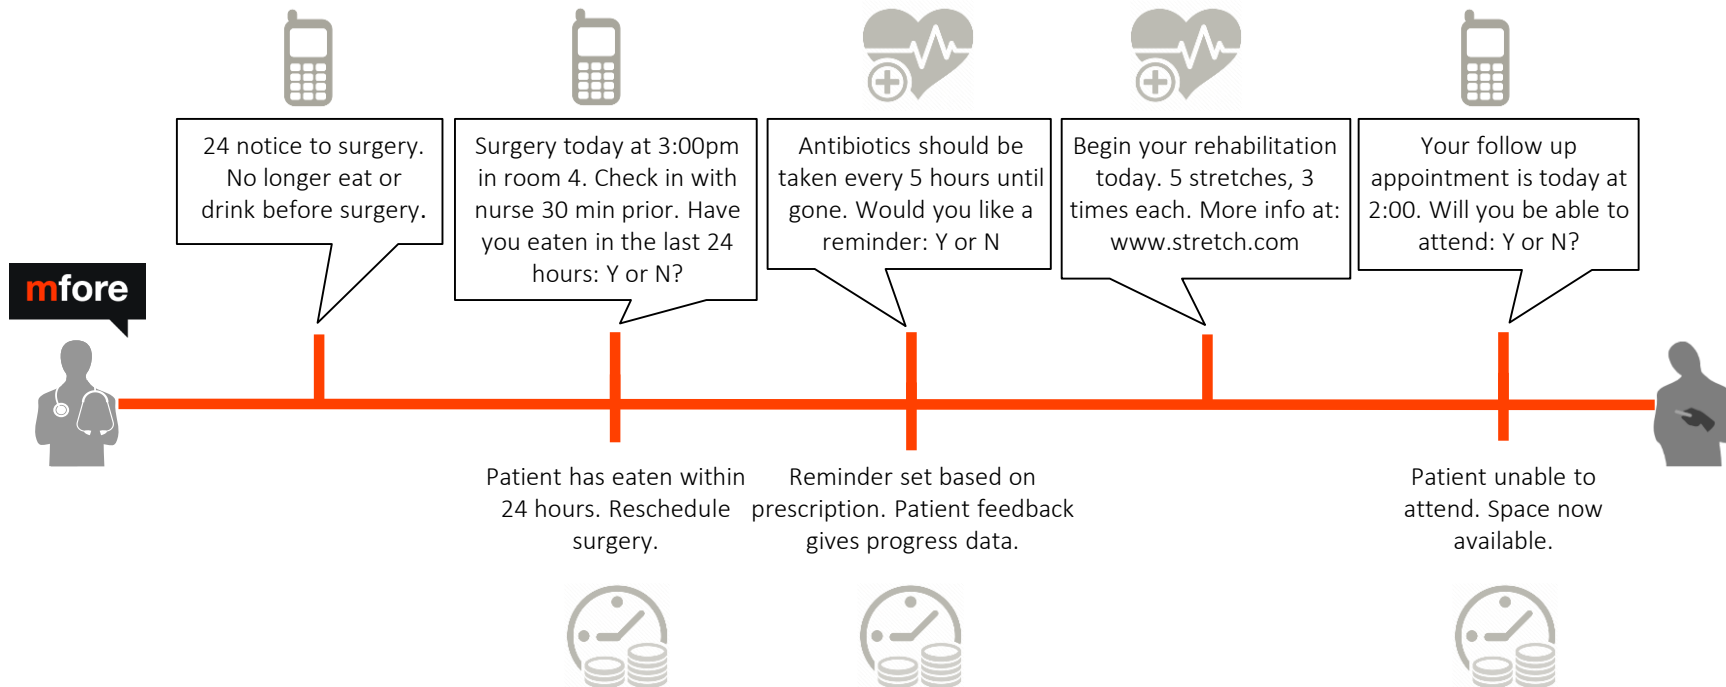 24 notice to surgery.
No longer eat or
drink before surgery.
Surgery today at 3:00pm
in room 4. Check in with
nurse 30 min prior. Have
you eaten in the last 24
hours: Y or N?
Antibiotics should be
taken every 5 hours until
gone. Would you like a
reminder: Y or N
Begin your rehabilitation
today. 5 stretches, 3
times each. More info at:
www.stretch.com
Your follow up
appointment is today at
2:00. Will you be able to
attend: Y or N?
mfore
Patient has eaten within
24 hours. Reschedule
surgery.
Reminder set based on
prescription. Patient feedback
gives progress data.
Patient unable to
attend. Space now
available.